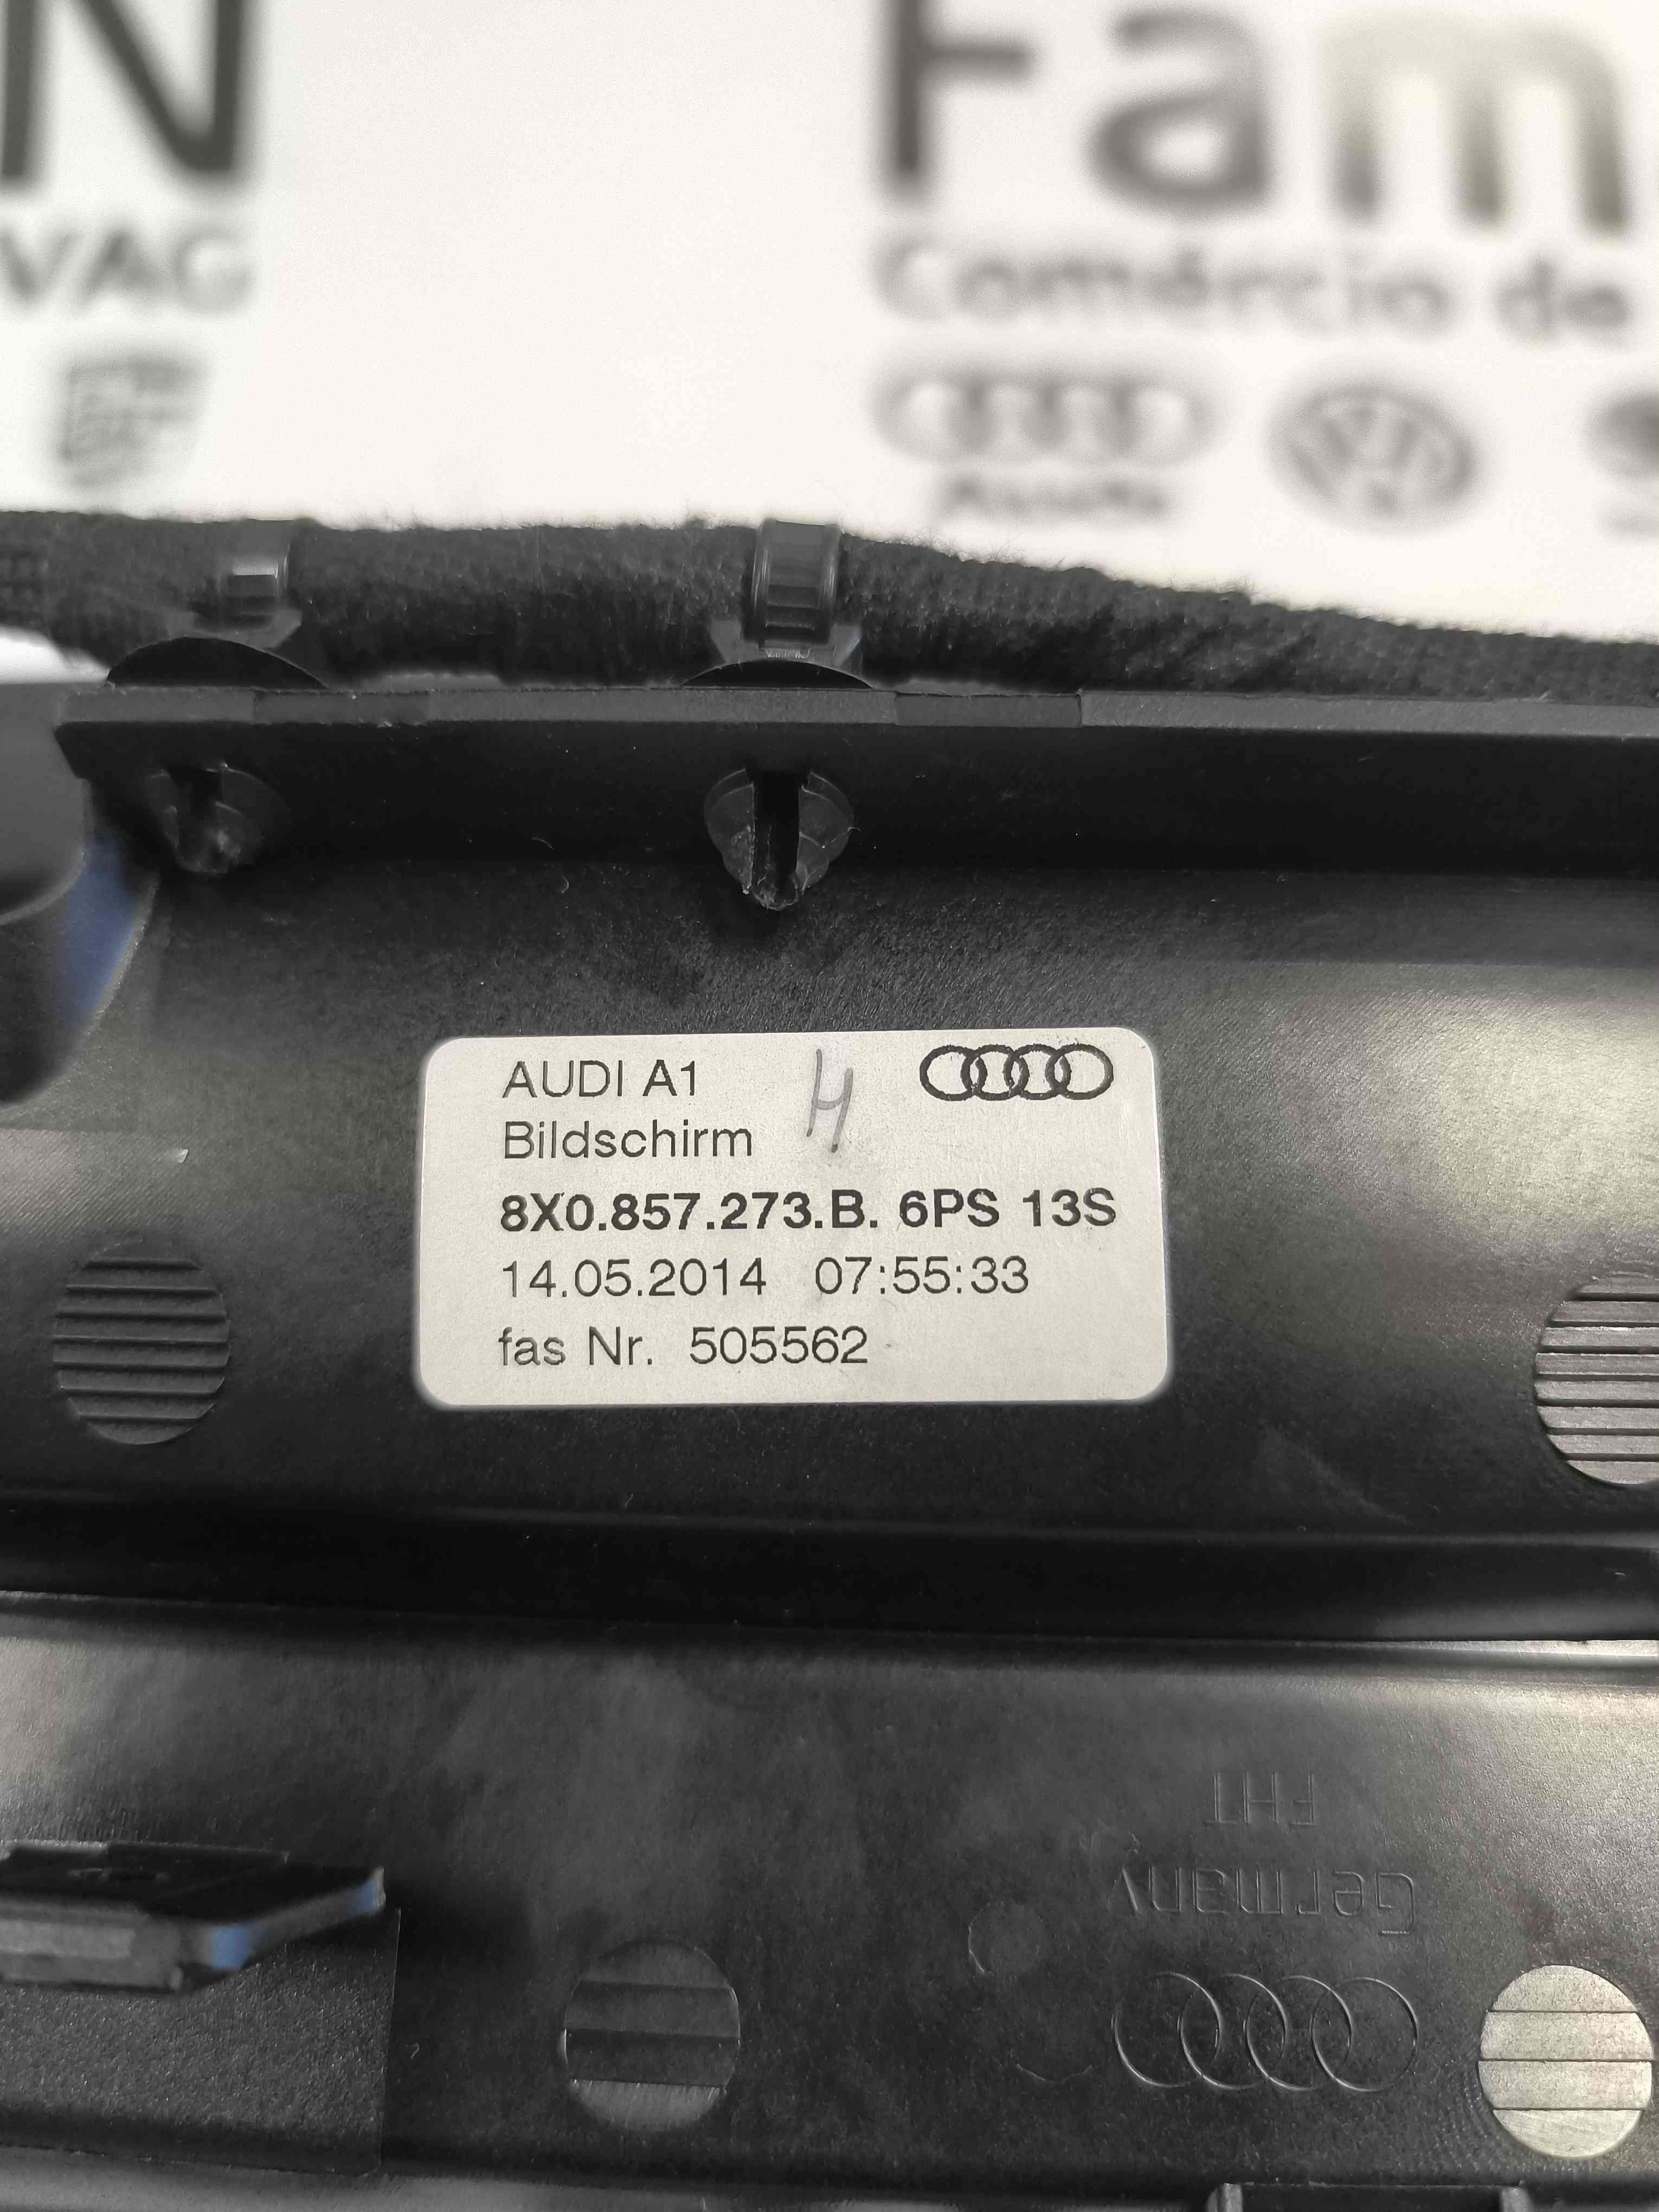 N
VAG
Fam
Comércio de
AUDI A1
Bildschirm
8X0.857.273.B. 6PS 13S
14.05.2014 07:55:33
fas Nr. 505562
FHT
Germany